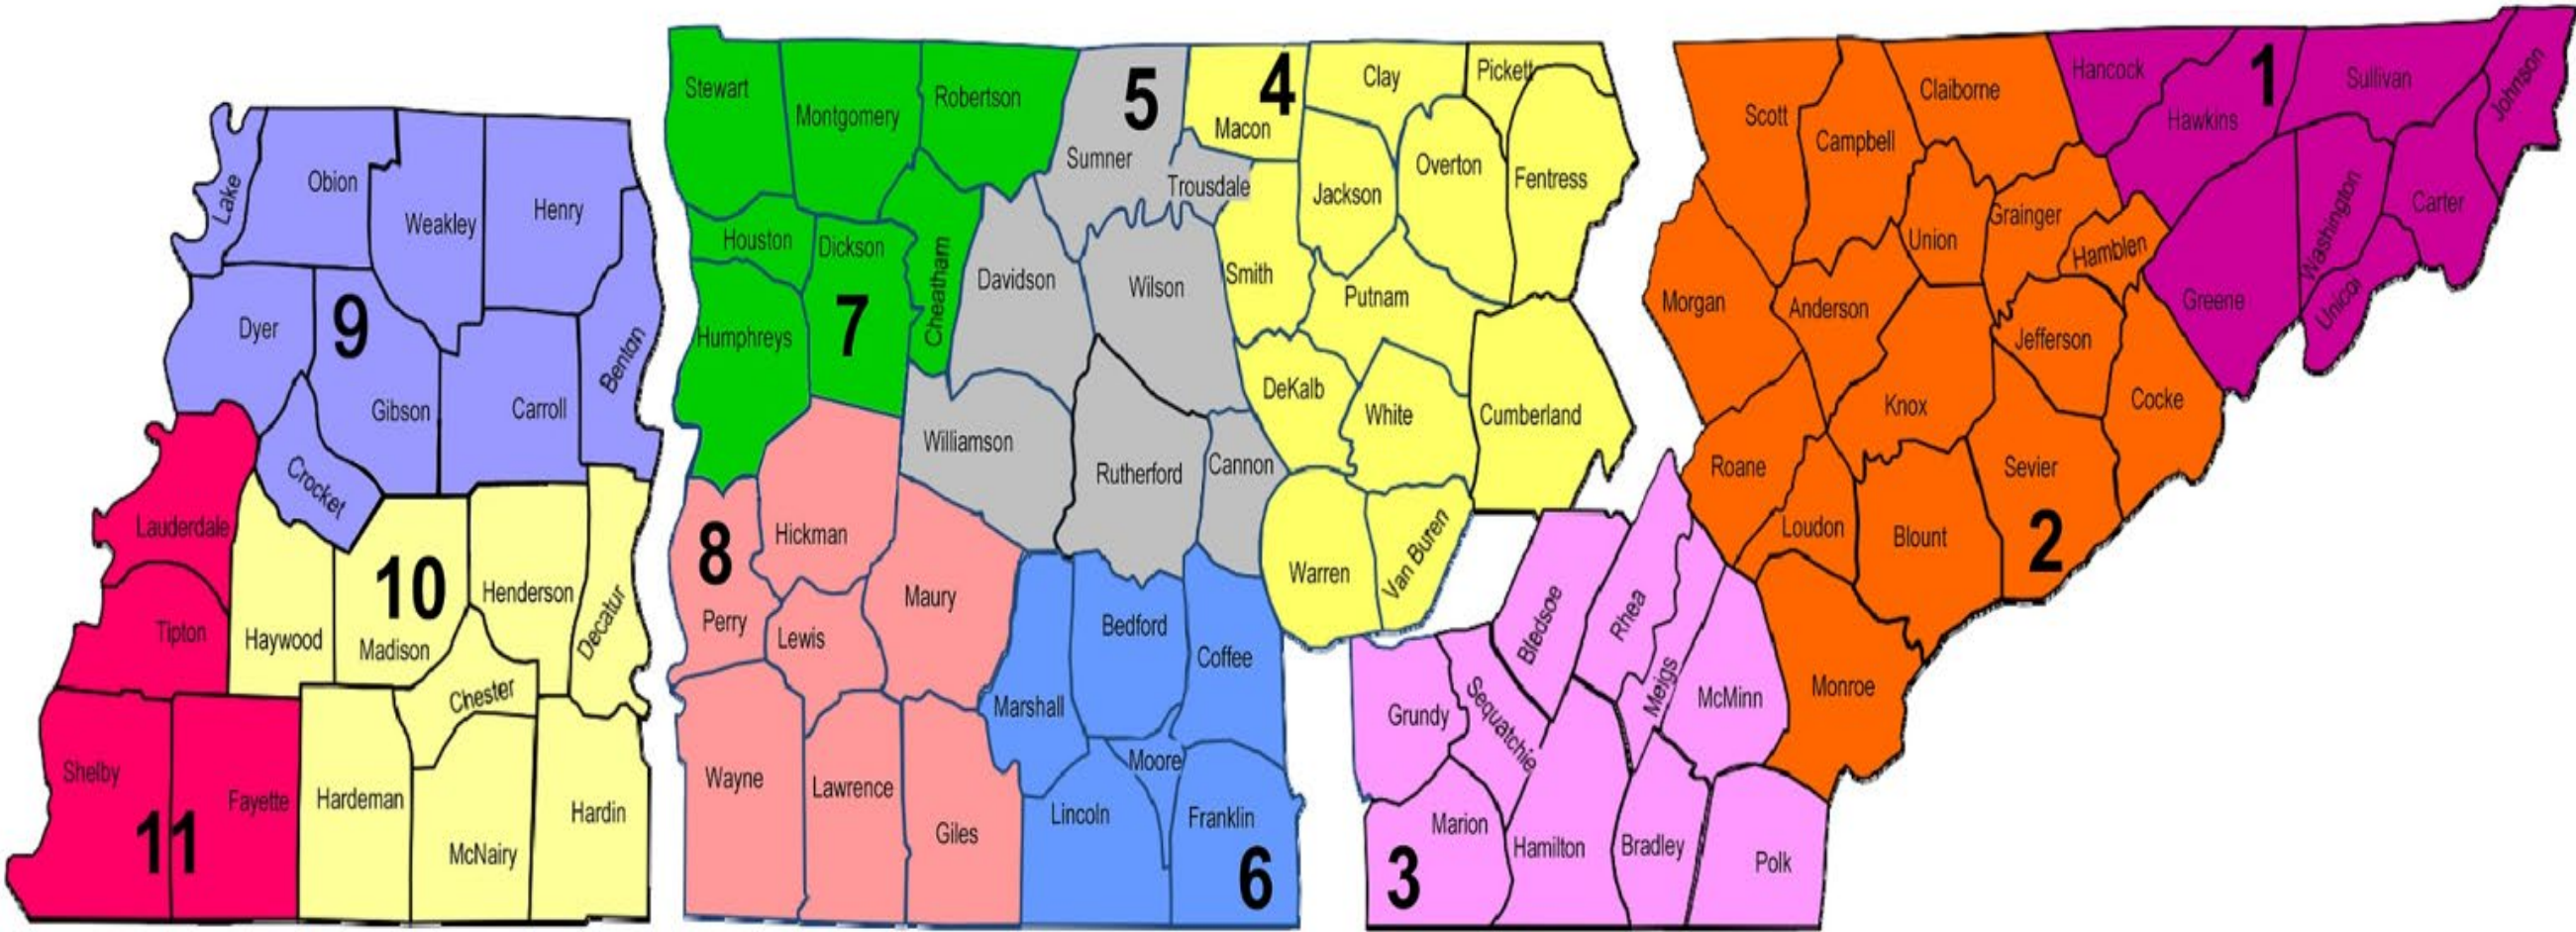 Lake
Obion
Weakley
Henry
Dyer
9
Gibson
Carroll
Benton
Crocket
Lauderdale
Tipton
Haywood
10
Madison
Henderson
Decatur
Chester
Shelby
11
Fayette
Hardeman
McNairy
Hardin
Stewart
Montgomery
Robertson
Houston
Dickson
Cheatham
Humphreys
7
5
Sumner
Trousdale
Davidson
Wilson
Williamson
Rutherford
Cannon
4
Macon
Clay
Pickett
Jackson
Overton
Fentress
Smith
Putnam
DeKalb
White
Cumberland
Warren
Van Buren
8
Hickman
Perry
Lewis
Maury
Wayne
Lawrence
Giles
Bedford
Coffee
Marshall
Moore
Lincoln
Franklin
6
Bledsoe
Rhea
Meigs
McMinn
Grundy
Sequatchie
Marion
3
Hamilton
Bradley
Polk
Scott
Campbell
Claiborne
Union
Grainger
Hamblen
Morgan
Anderson
Jefferson
Knox
Cocke
Roane
Loudon
Blount
Sevier
2
Monroe
Hancock
1
Hawkins
Sullivan
Johnson
Washington
Carter
Greene
Unicoi